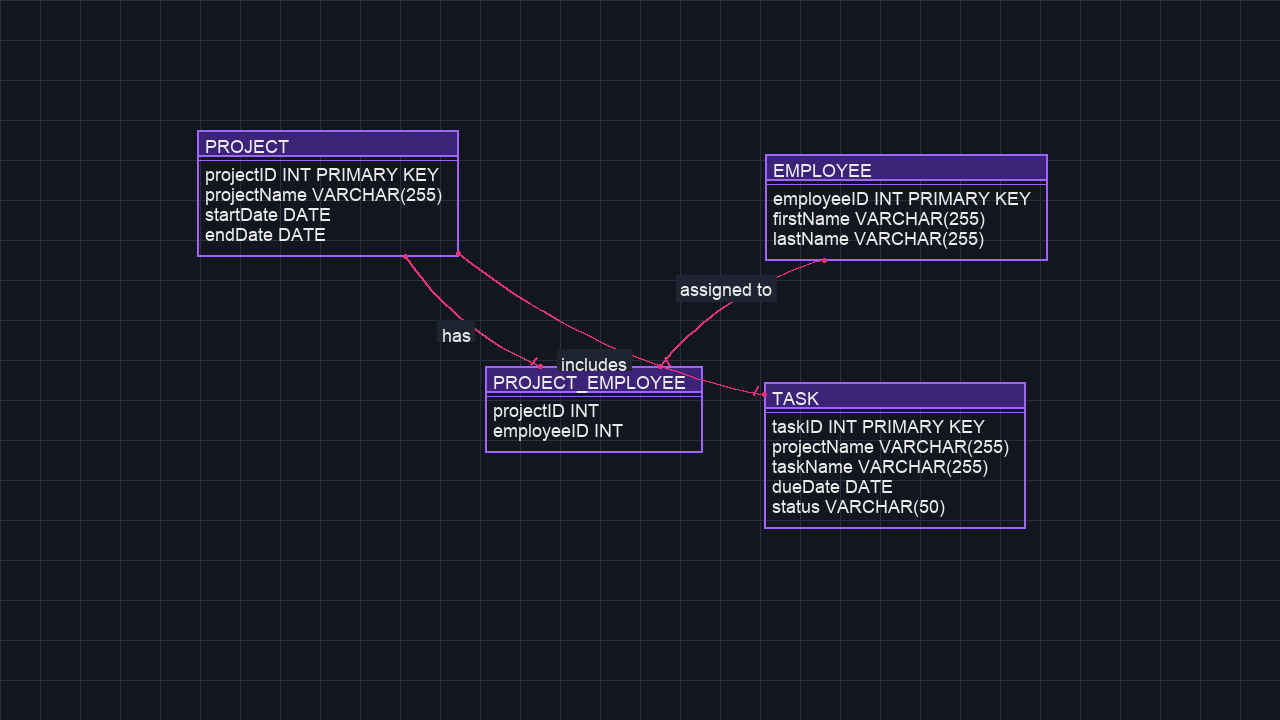 PROJECT
projectID INT PRIMARY KEY
projectName VARCHAR(255)
startDate DATE
endDate DATE
EMPLOYEE
employeeID INT PRIMARY KEY
firstName VARCHAR(255)
lastName VARCHAR(255)
assigned to
has
includes
PROJECT_EMPLOYEE
projectID INT
employeeID INT
TASK
taskID INT PRIMARY KEY
projectName VARCHAR(255)
taskName VARCHAR(255)
dueDate DATE
status VARCHAR(50)